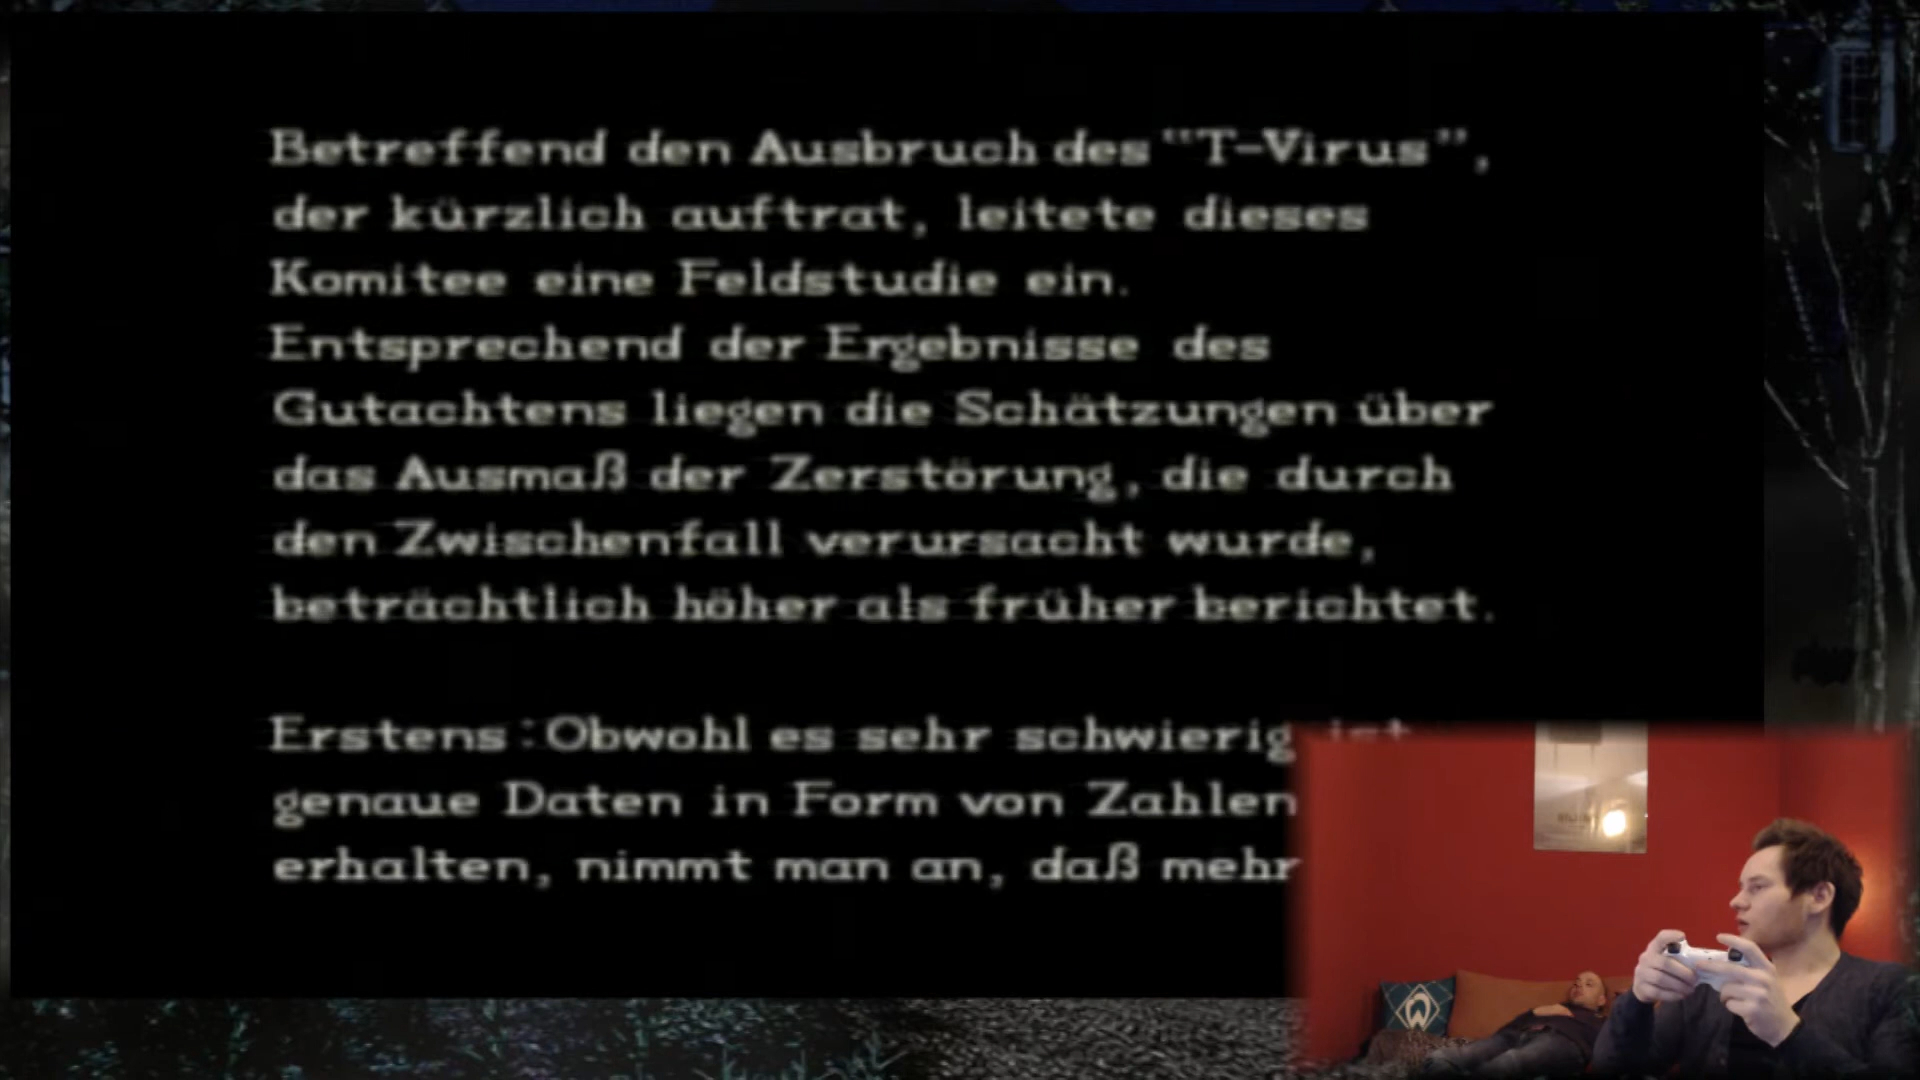 Betreffend den Ausbruch des “T-Virus”,
der kürzlich auftrat, leitete dieses
Komitee eine Feldstudie ein.
Entsprechend der Ergebnisse des
Gutachtens liegen die Schätzungen über
das Ausmaß der Zerstörung, die durch
den Zwischenfall verursacht wurde,
beträchtlich höher als früher berichtet.
Erstens:Obwohl es sehr schwierig ist
genaue Daten in Form von Zahlen
erhalten, nimmt man an, daß mehr
W